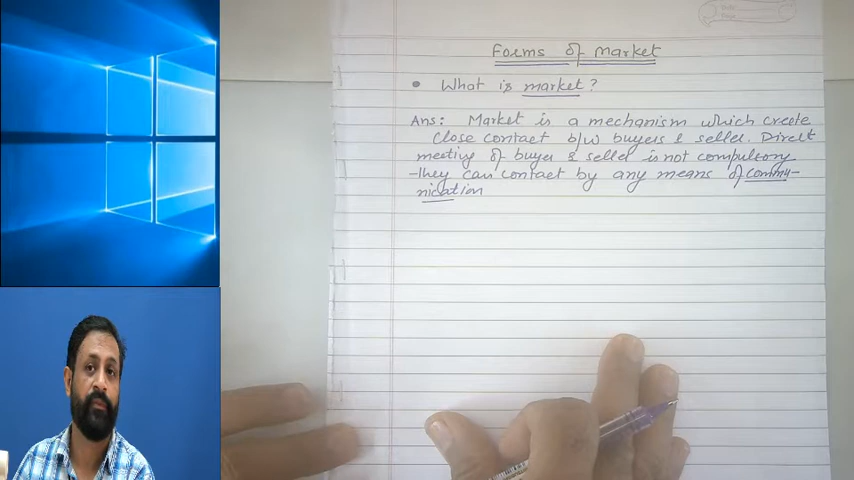 Forms of market
• What is market?
Ans: Market is a mechanism which create
close contact b/w buyers & seller. Direct
meeting of buyer & seller is not compulsory
They can contact by any means of commu-
nication